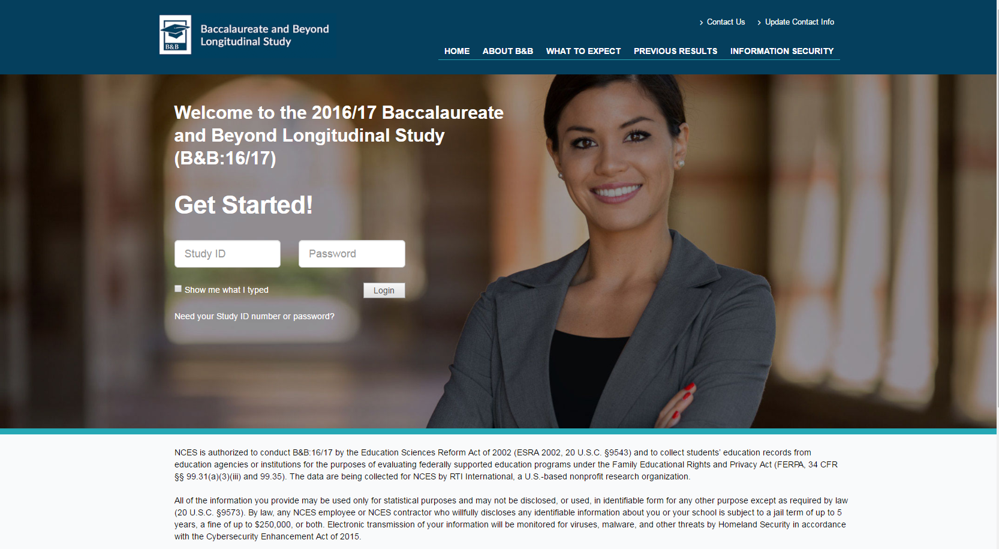 B&B
Baccalaureate and Beyond
Longitudinal Study
Contact Us
Update Contact Info
HOME ABOUT B&B WHAT TO EXPECT PREVIOUS RESULTS INFORMATION SECURITY
Welcome to the 2016/17 Baccalaureate
and Beyond Longitudinal Study
(B&B:16/17)
Get Started!
Study ID
Password
Show me what I typed
Login
Need your Study ID number or password?
NCES is authorized to conduct B&B:16/17 by the Education Sciences Reform Act of 2002 (ESRA 2002, 20 U.S.C. §9543) and to collect students’ education records from
education agencies or institutions for the purposes of evaluating federally supported education programs under the Family Educational Rights and Privacy Act (FERPA, 34 CFR
§§ 99.31(a)(3)(iii) and 99.35). The data are being collected for NCES by RTI International, a U.S.-based nonprofit research organization.
All of the information you provide may be used only for statistical purposes and may not be disclosed, or used, in identifiable form for any other purpose except as required by law
(20 U.S.C. §9573). By law, any NCES employee or NCES contractor who willfully discloses any identifiable information about you or your school is subject to a jail term of up to 5
years, a fine of up to $250,000, or both. Electronic transmission of your information will be monitored for viruses, malware, and other threats by Homeland Security in accordance
with the Cybersecurity Enhancement Act of 2015.